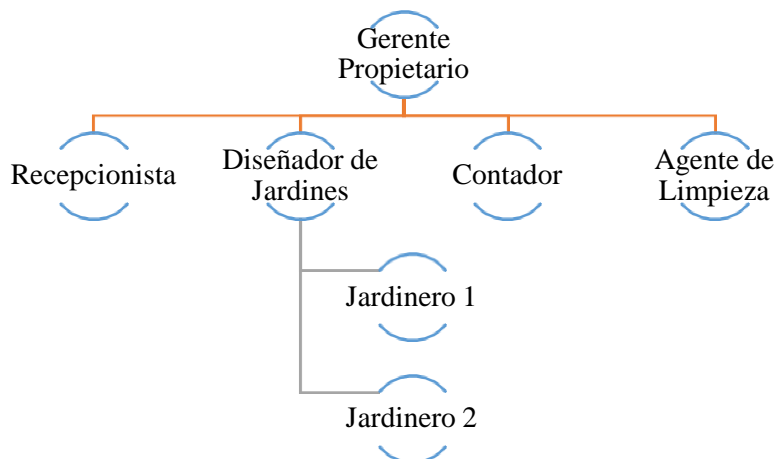 Gerente
Propietario
Recepcionista
Diseñador de
Jardines
Contador
Agente de
Limpieza
Jardinero 1
Jardinero 2